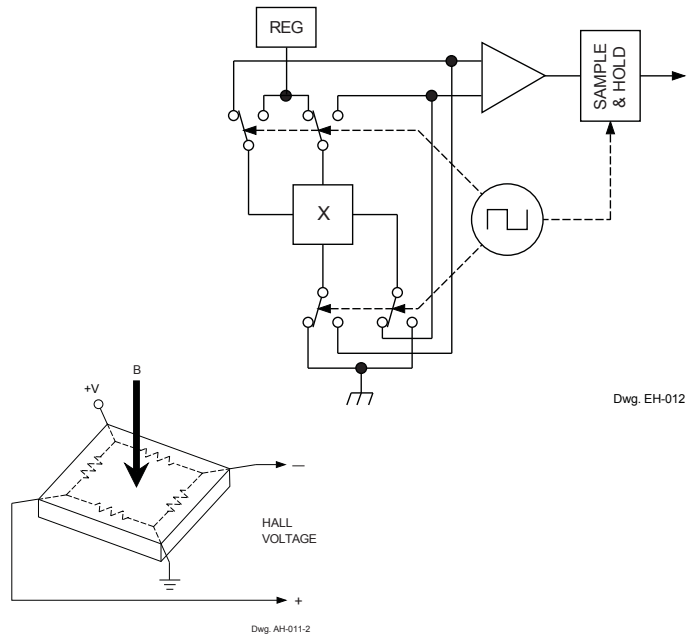 REG
SAMPLE
& HOLD
X
Dwg. EH-012
B
+V
—
HALL
VOLTAGE
+
Dwg. AH-011-2